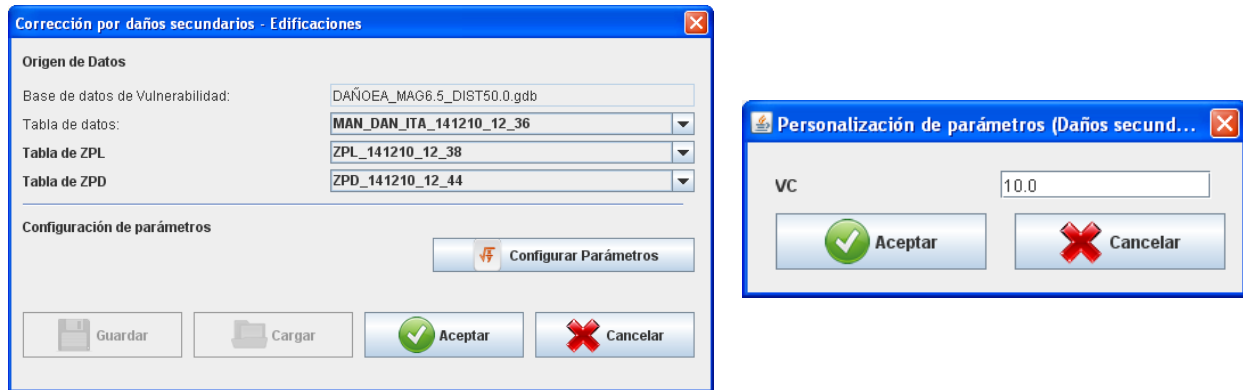 Corrección por daños secundarios - Edificaciones
Origen de Datos
Base de datos de Vulnerabilidad: DAÑOEA_MAG6.5_DIST50.0.gdb
Tabla de datos: MAN_DAN_ITA_141210_12_36
Tabla de ZPL ZPL_141210_12_38
Tabla de ZPD ZPD_141210_12_44
Configuración de parámetros
Configurar Parámetros
Guardar Cargar Aceptar Cancelar
Personalización de parámetros (Daños secund...
VC 10.0
Aceptar Cancelar